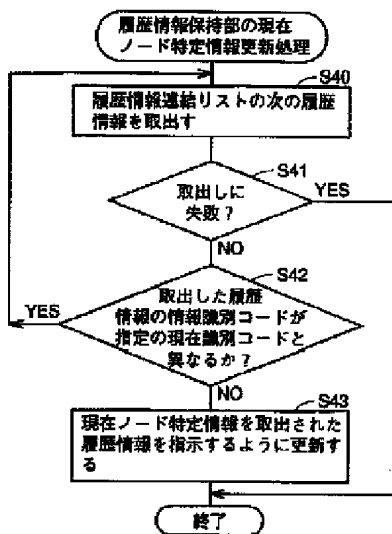 履歴情報保持部の現在
ノード特定情報更新処理
S40
履歴情報連結リストの次の履歴
情報を取出す
S41
取出しに
失敗？
YES
NO
S42
取出した履歴
情報の情報識別コードが
指定の現在識別コードと
異なるか？
YES
NO
S43
現在ノード特定情報を取出された
履歴情報を指示するように更新す
る
終了